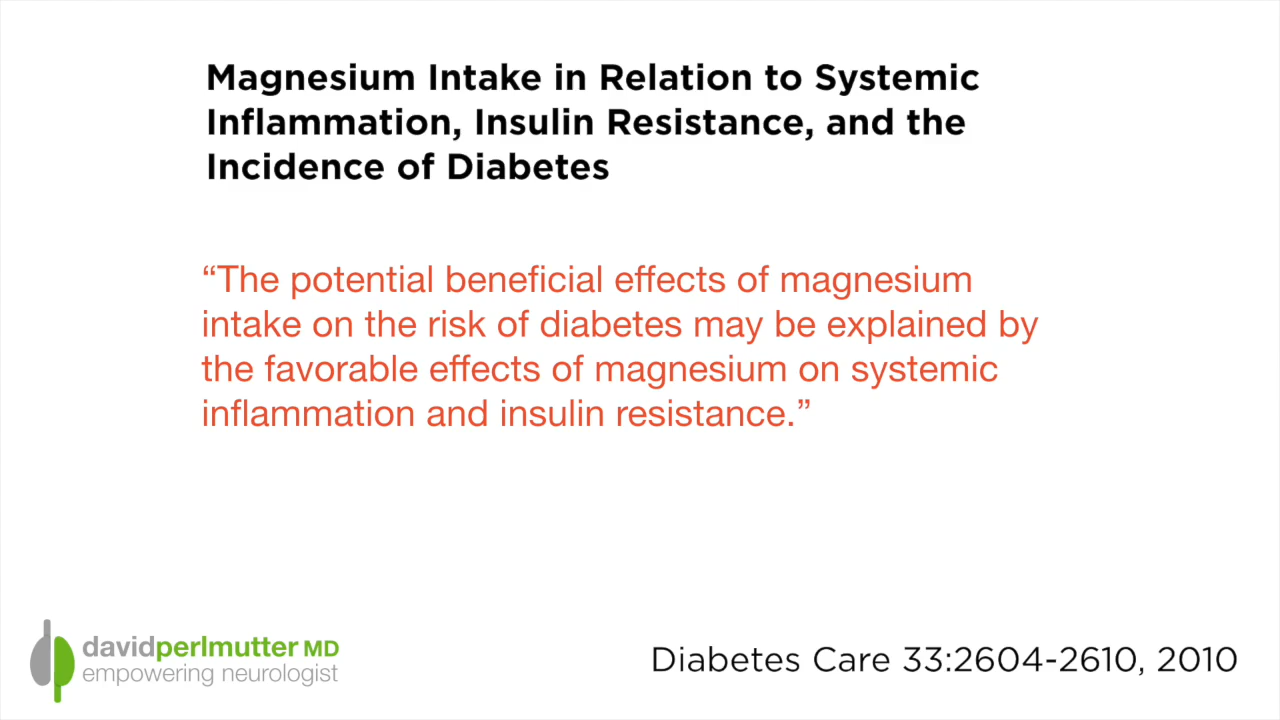 Magnesium Intake in Relation to Systemic
Inflammation, Insulin Resistance, and the
Incidence of Diabetes
“The potential beneficial effects of magnesium
intake on the risk of diabetes may be explained by
the favorable effects of magnesium on systemic
inflammation and insulin resistance.”
davidperlmutter MD
empowering neurologist
Diabetes Care 33:2604-2610, 2010